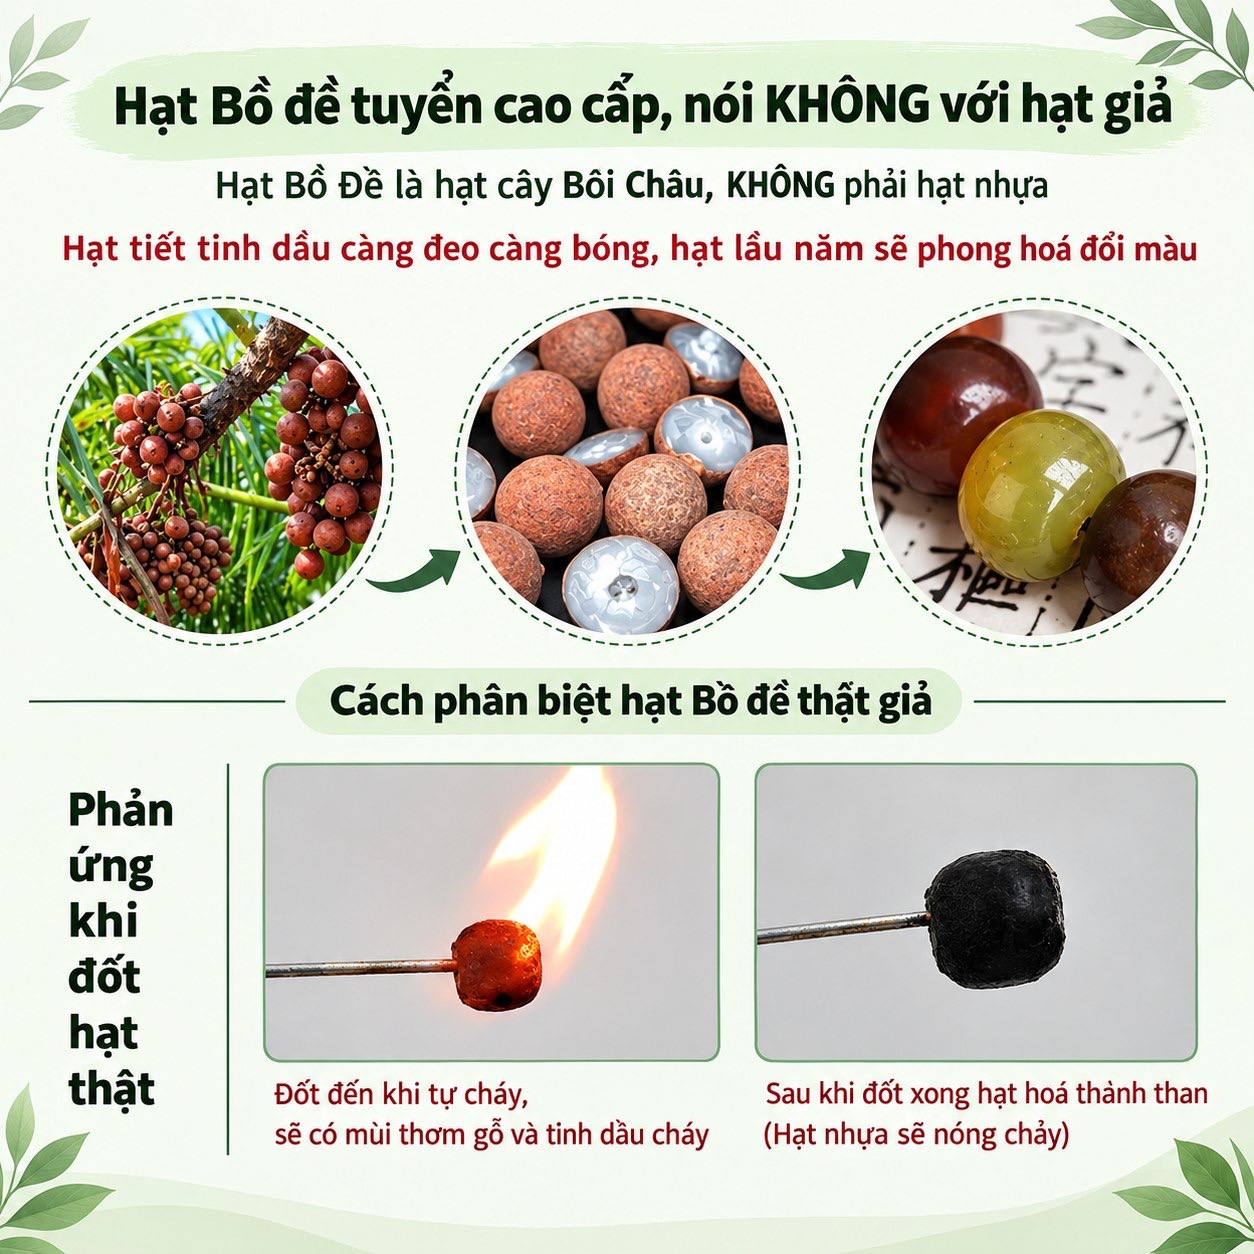 Hạt Bồ đề tuyển cao cấp, nói KHÔNG với hạt giả
Hạt Bồ Đề là hạt cây Bôi Châu, KHÔNG phải hạt nhựa
Hạt tiết tinh dầu càng đeo càng bóng, hạt lầu năm sẽ phong hoá đổi màu
Cách phân biệt hạt Bồ đề thất giả
Phản
ứng
khi
đốt
hạt
thật
Đốt đến khi tự cháy,
sẽ có mùi thơm gỗ và tinh dầu cháy
Sau khi đốt xong hạt hoá thành than
(Hạt nhựa sẽ nóng chảy)